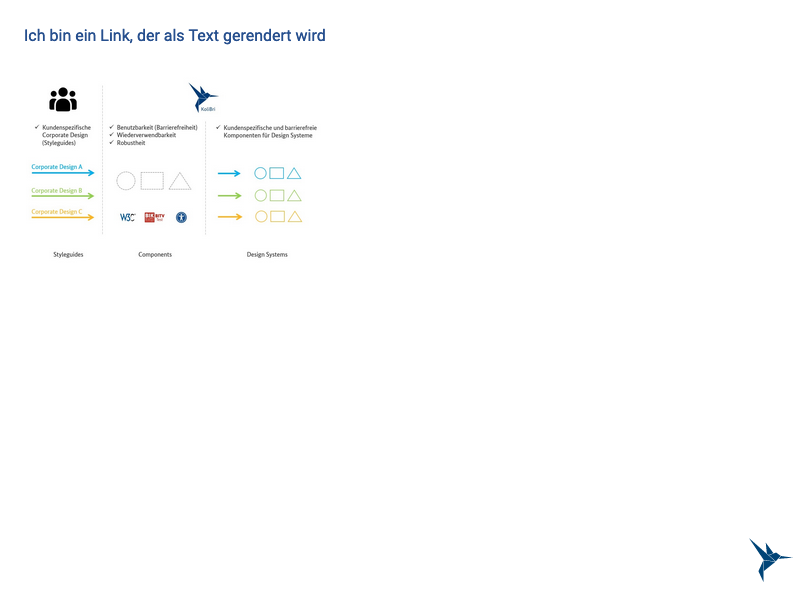 Ich bin ein Link, der als Text gerendert wird
KoliBri
✓ Kundenspezifische
Corporate Design
(Styleguides)
✓ Benutzbarkeit (Barrierefreiheit)
✓ Wiederverwendbarkeit
✓ Robustheit
✓ Kundenspezifische und barrierefreie
Komponenten für Design Systeme
Corporate Design A
Corporate Design B
Corporate Design C
W3C
BIK BITV
Styleguides
Components
Design Systems